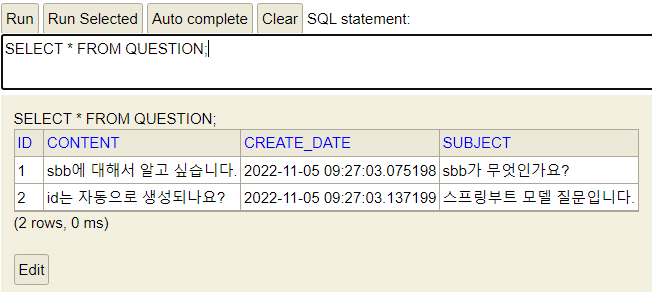 Run Run Selected Auto complete Clear SQL statement:
SELECT * FROM QUESTION;
SELECT * FROM QUESTION;
ID CONTENT CREATE_DATE SUBJECT
1 sbb에 대해서 알고 싶습니다. 2022-11-05 09:27:03.075198 sbb가 무엇인가요?
2 id는 자동으로 생성되나요? 2022-11-05 09:27:03.137199 스프링부트 모델 질문입니다.
(2 rows, 0 ms)
Edit